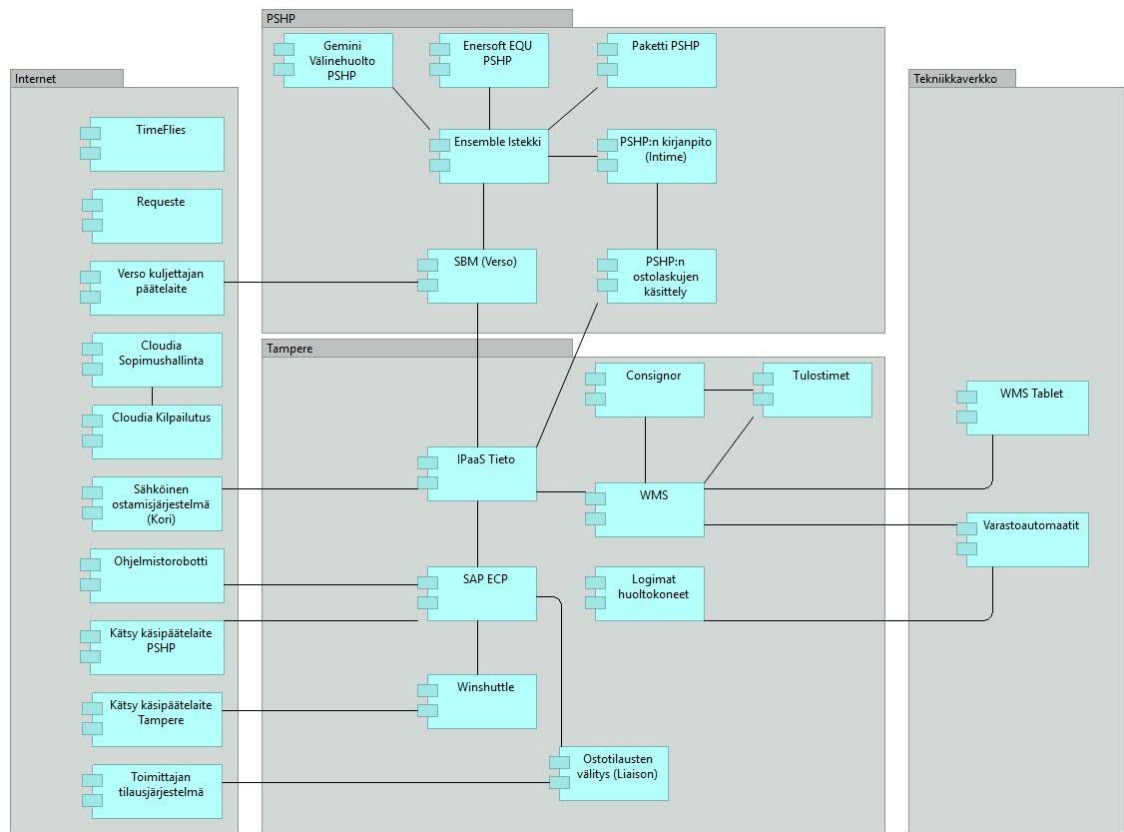 PSHP
Gemini
Välinehuolto
PSHP
Enersoft EQU
PSHP
Paketti PSHP
Ensemble Istekki
PSHP:n kirjanpito
(Intime)
SBM (Verso)
PSHP:n
ostolaskujen
käsittely
Internet
TimeFlies
Requeste
Verso kuljettajan
päätelaite
Cloudia
Sopimushallinta
Cloudia Kilpailutus
Sähköinen
ostamisjärjestelmä
(Kori)
Ohjelmistorobotti
Kätsy käsipäätelaite
PSHP
Kätsy käsipäätelaite
Tampere
Toimittajan
tilausjärjestelmä
Tampere
Consignor
Tulostimet
IPaaS Tieto
WMS
SAP ECP
Logimat
huoltokoneet
Winshuttle
Ostotilausten
välitys (Liaison)
Tekniikkaverkko
WMS Tablet
Varastoautomaatit